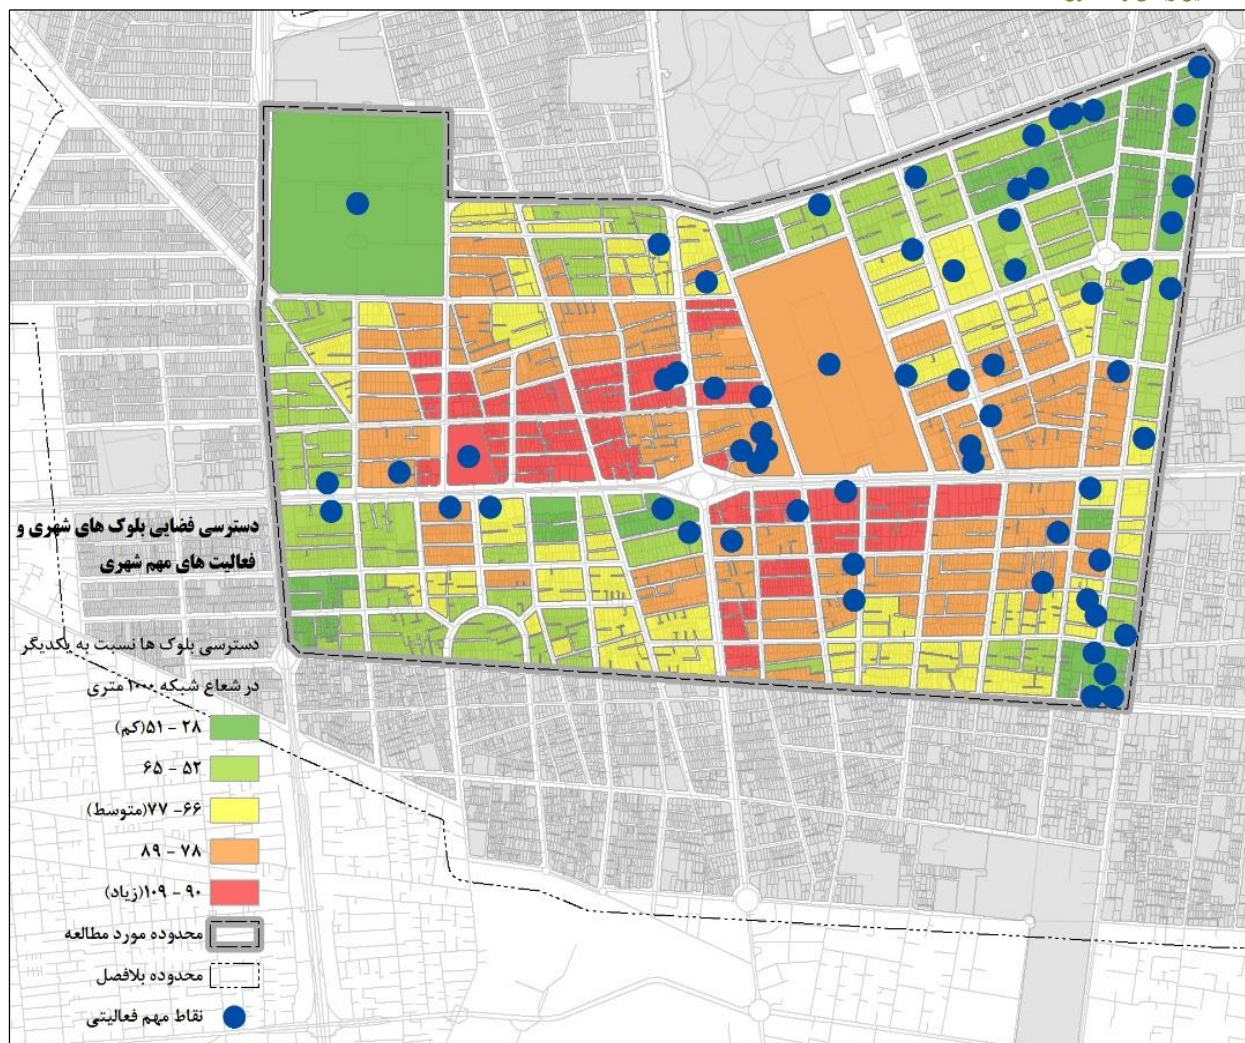 دسترسی فضایی بلوک های شهری و
فعالیت های مهم شهری
دسترسی بلوک ها نسبت به یکدیگر
در شعاع شبکه ۱۰۰۰ متری
۲۸ - ۵۱(کم)
۵۲ - ۶۵
۶۶- ۷۷(متوسط)
۷۸ - ۸۹
۹۰ - ۱۰۹(زیاد)
محدوده مورد مطالعه
محدوده بلافصل
نقاط مهم فعالیتی